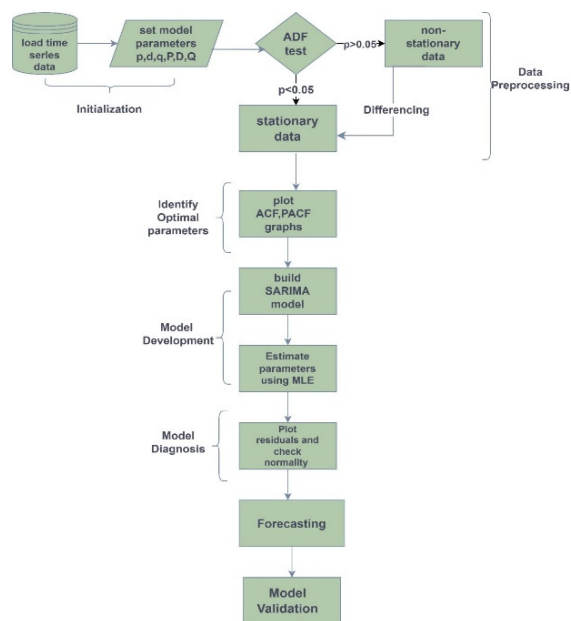 load time
series
data
set model
parameters
p,d,q,P,D,Q
ADF
test
p>0.05
non-
stationary
data
Data
Preprocessing
Initialization
p<0.05
Differencing
stationary
data
Identify
Optimal
parameters
plot
ACF,PACF
graphs
build
SARIMA
model
Model
Development
Estimate
parameters
using MLE
Model
Diagnosis
Plot
residuals and
check
normality
Forecasting
Model
Validation